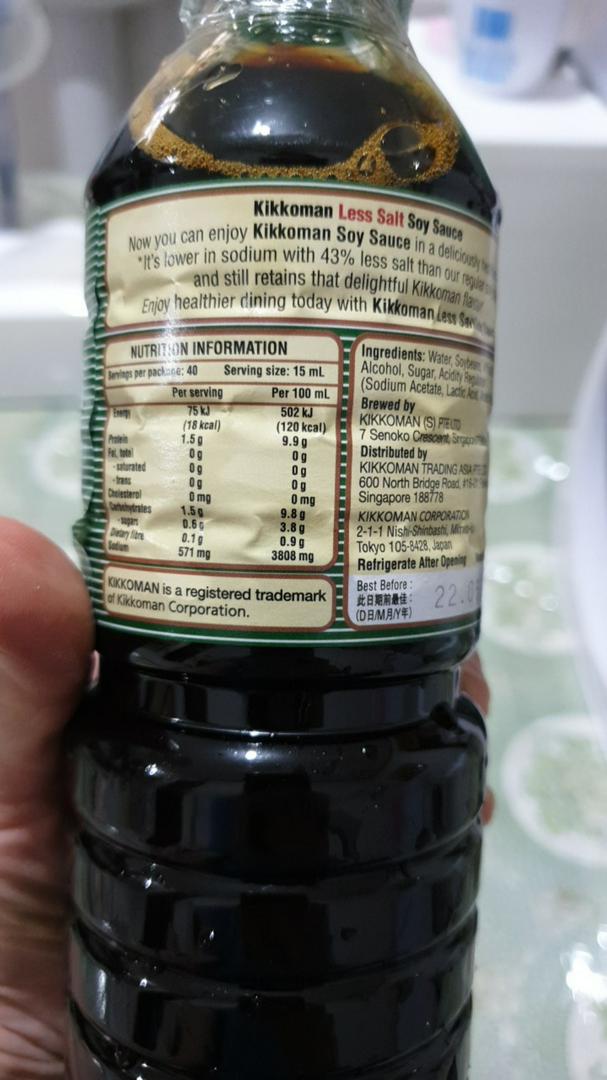 Kikkoman Less Salt Soy Sauce
Now you can enjoy Kikkoman Soy Sauce in a deliciously
*It's lower in sodium with 43% less salt than our regular
and still retains that delightful Kikkoman flavour
Enjoy healthier dining today with Kikkoman Less Salt
NUTRITION INFORMATION
Servings per package: 40 Serving size: 15 mL
Per serving Per 100 mL
Energy 75 kJ 502 kJ
(18 kcal) (120 kcal)
Protein 1.5 g 9.9 g
Fat, total 0 g 0 g
- saturated 0 g 0 g
- trans 0 g 0 g
Cholesterol 0 mg 0 mg
Carbohydrates 1.5 g 9.8 g
- sugars 0.6 g 3.8 g
Dietary fibre 0.1 g 0.9 g
Sodium 571 mg 3808 mg
KIKKOMAN is a registered trademark
of Kikkoman Corporation.
Ingredients: Water, Soybean,
Alcohol, Sugar, Acidity
(Sodium Acetate, Lactic Acid
Brewed by
KIKKOMAN (S) PTE LTD
7 Senoko Crescent, Singapore
Distributed by
KIKKOMAN TRADING ASIA PTE LTD
600 North Bridge Road,
Singapore 188778
KIKKOMAN CORPORATION
2-1-1 Nishi-Shinbashi,
Tokyo 105-8428, Japan
Refrigerate After Opening
Best Before :
此日期前最佳 :
(D日/M月/Y年)
22.0